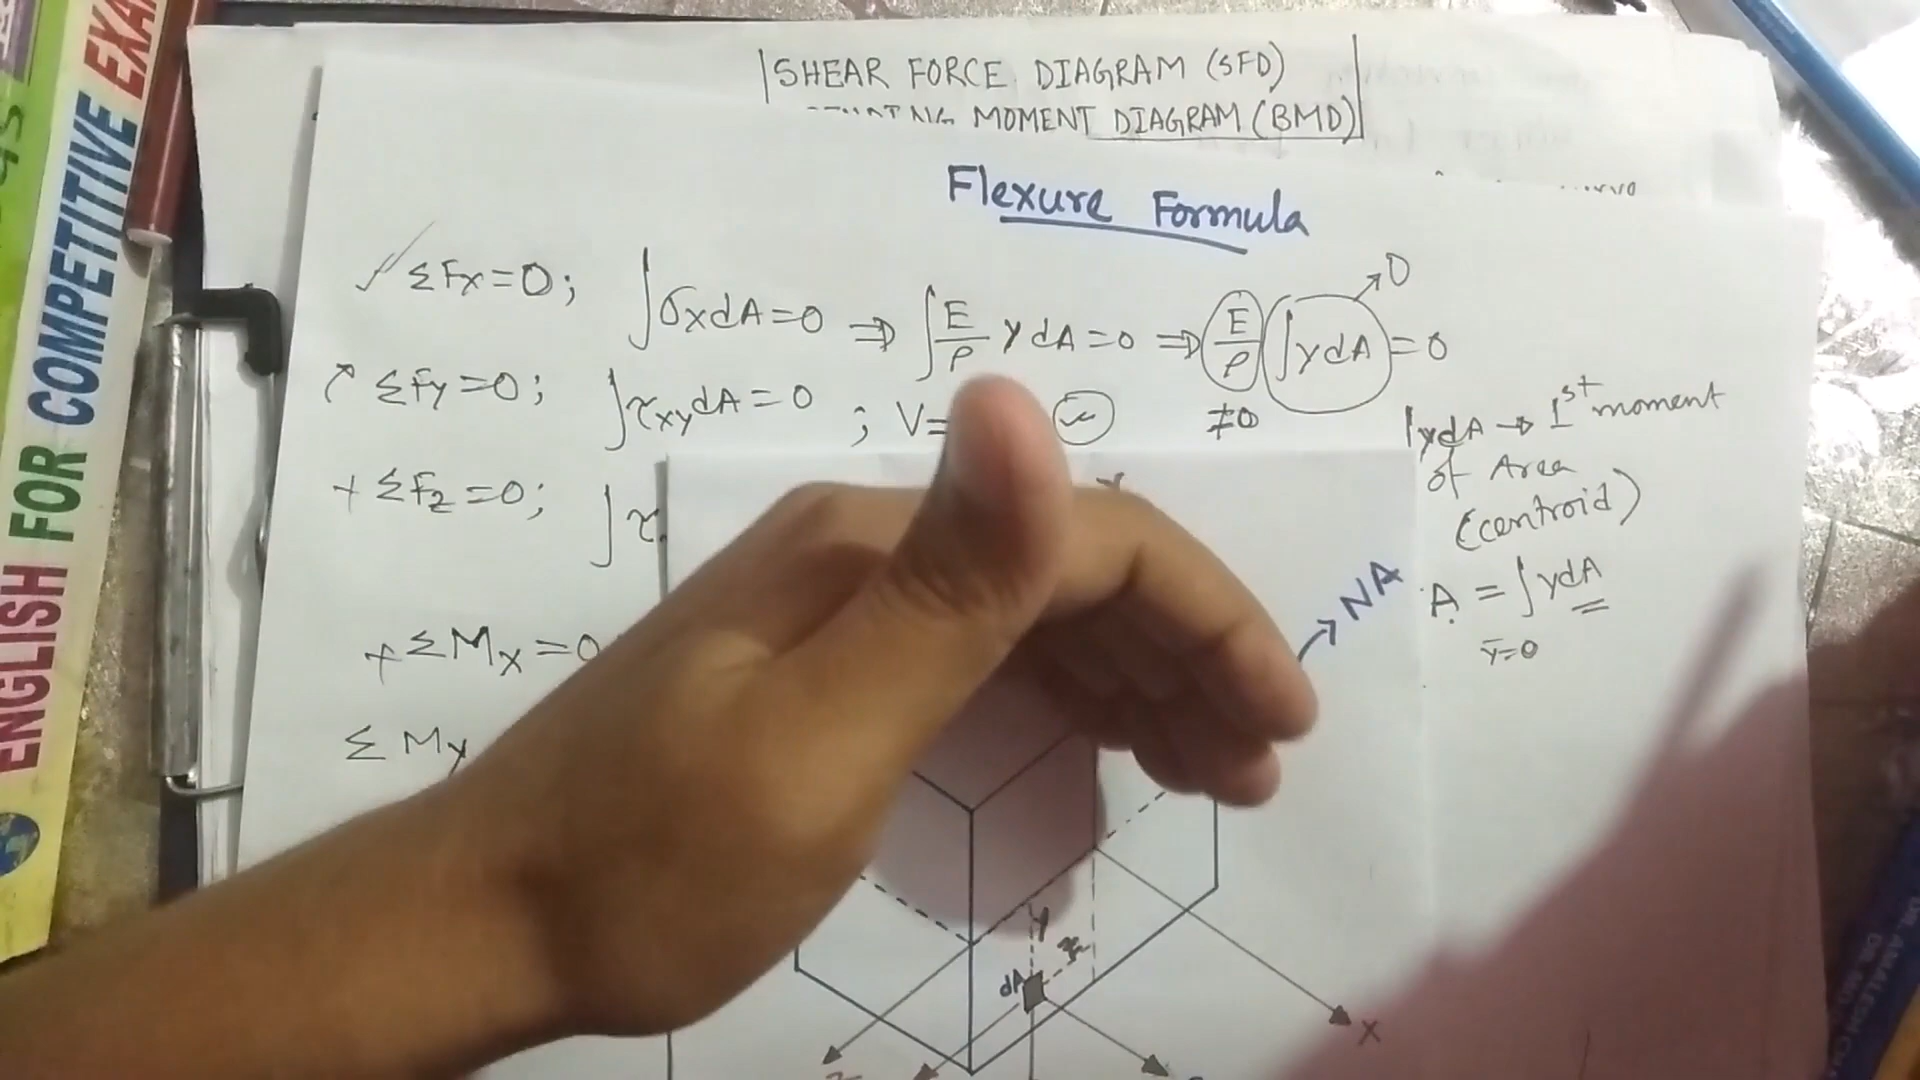 SHEAR FORCE DIAGRAM (SFD)
MOMENT DIAGRAM (BMD)
Flexure Formula
ΣFx=0; ∫σxdA=0 ⇒ ∫E/ρ ydA=0 ⇒ E/ρ ∫ydA=0
0
≠0
ΣFy=0; ∫τxydA=0 ; V=
∫ydA → 1st moment
of Area
(centroid)
+ ΣFz=0; ∫τ
A = ∫ydA
ȳ=0
NA
+ΣMx=0
ΣMy
y
z
dA
X
ENGLISH FOR COMPETITIVE EXA